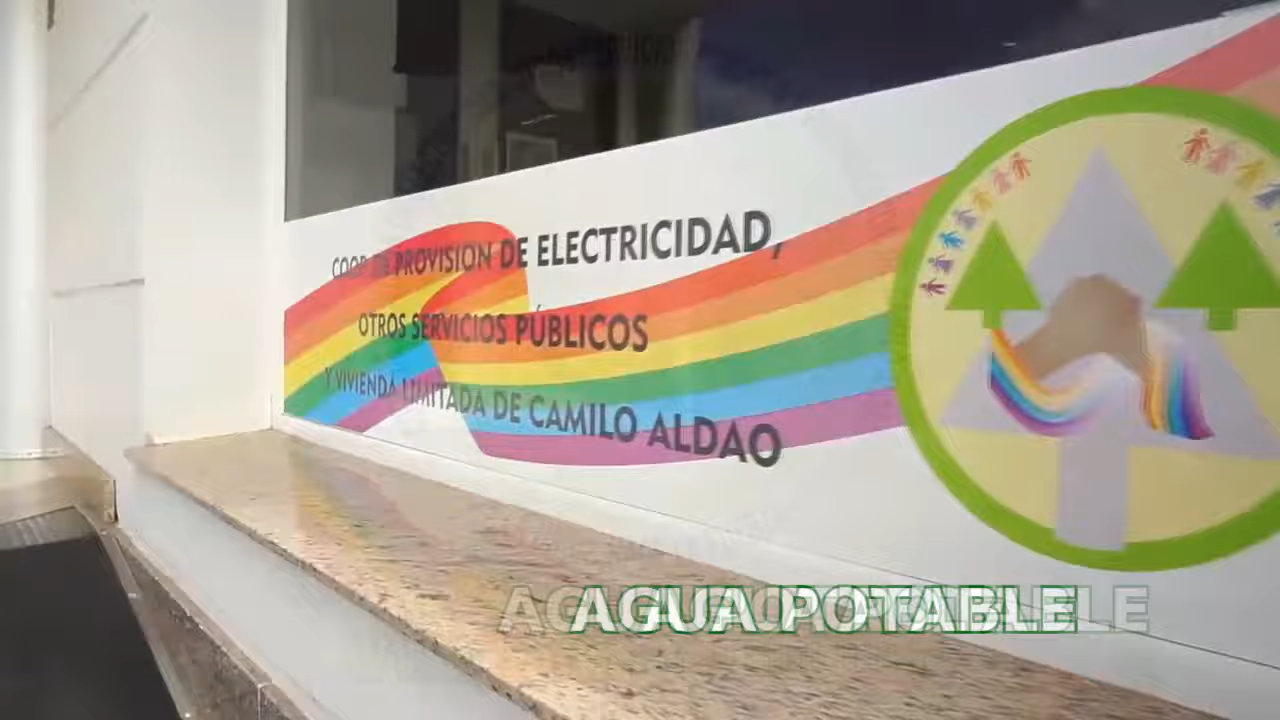 COOP. DE PROVISION DE ELECTRICIDAD,
OTROS SERVICIOS PÚBLICOS
Y VIVIENDA LIMITADA DE CAMILO ALDAO
AGUA POTABLE